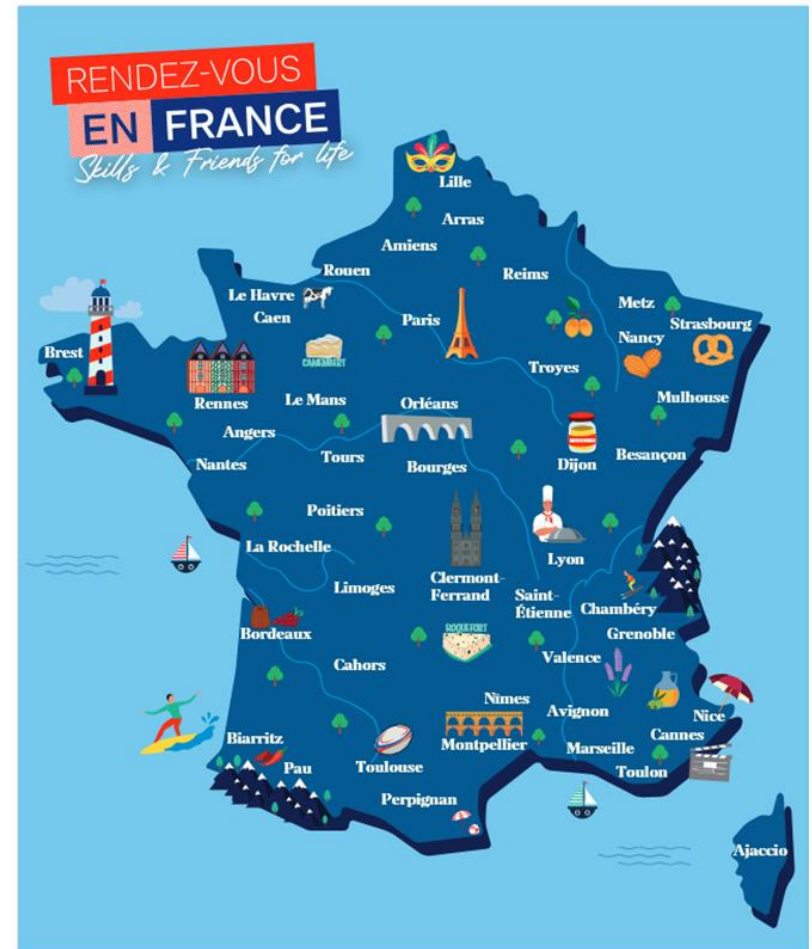 RENDEZ-VOUS
EN FRANCE
Skills & Friends for life
Lille
Arras
Amiens
Rouen
Reims
Le Havre
Caen
Metz
Paris
Strasbourg
Nancy
Brest
CAMEMBERT
Troyes
Rennes
Le Mans
Orléans
Mulhouse
Angers
Tours
Nantes
Bourges
Dijon
Besançon
Poitiers
La Rochelle
Lyon
Limoges
Clermont-
Ferrand
Saint-
Étienne
Chambéry
Bordeaux
ROQUEFORT
Grenoble
Cahors
Valence
Nîmes
Avignon
Nice
Biarritz
Montpellier
Marseille
Cannes
Pau
Toulouse
Toulon
Perpignan
Ajaccio